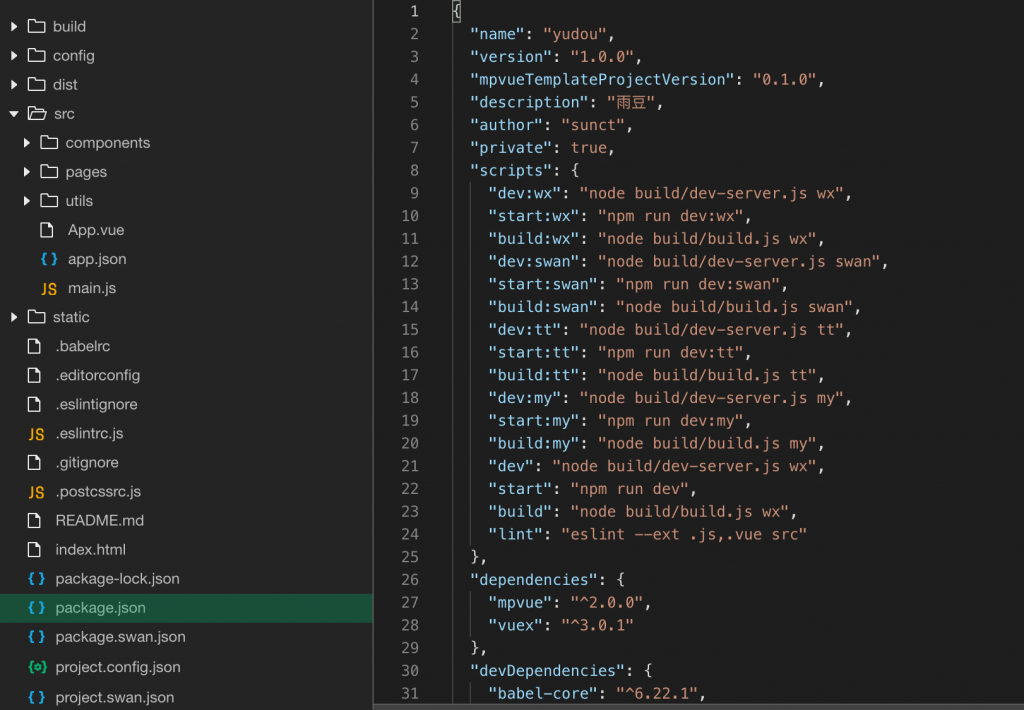 build
config
dist
src
components
pages
utils
App.vue
{ } app.json
JS main.js
static
.babelrc
.editorconfig
.eslintignore
JS .eslintrc.js
.gitignore
JS .postcssrc.js
README.md
index.html
{ } package-lock.json
{ } package.json
{ } package.swan.json
project.config.json
{ } project.swan.json
1 {
2 "name": "yudou",
3 "version": "1.0.0",
4 "mpvueTemplateProjectVersion": "0.1.0",
5 "description": "雨豆",
6 "author": "sunct",
7 "private": true,
8 "scripts": {
9 "dev:wx": "node build/dev-server.js wx",
10 "start:wx": "npm run dev:wx",
11 "build:wx": "node build/build.js wx",
12 "dev:swan": "node build/dev-server.js swan",
13 "start:swan": "npm run dev:swan",
14 "build:swan": "node build/build.js swan",
15 "dev:tt": "node build/dev-server.js tt",
16 "start:tt": "npm run dev:tt",
17 "build:tt": "node build/build.js tt",
18 "dev:my": "node build/dev-server.js my",
19 "start:my": "npm run dev:my",
20 "build:my": "node build/build.js my",
21 "dev": "node build/dev-server.js wx",
22 "start": "npm run dev",
23 "build": "node build/build.js wx",
24 "lint": "eslint --ext .js,.vue src"
25 },
26 "dependencies": {
27 "mpvue": "^2.0.0",
28 "vuex": "^3.0.1"
29 },
30 "devDependencies": {
31 "babel-core": "^6.22.1",